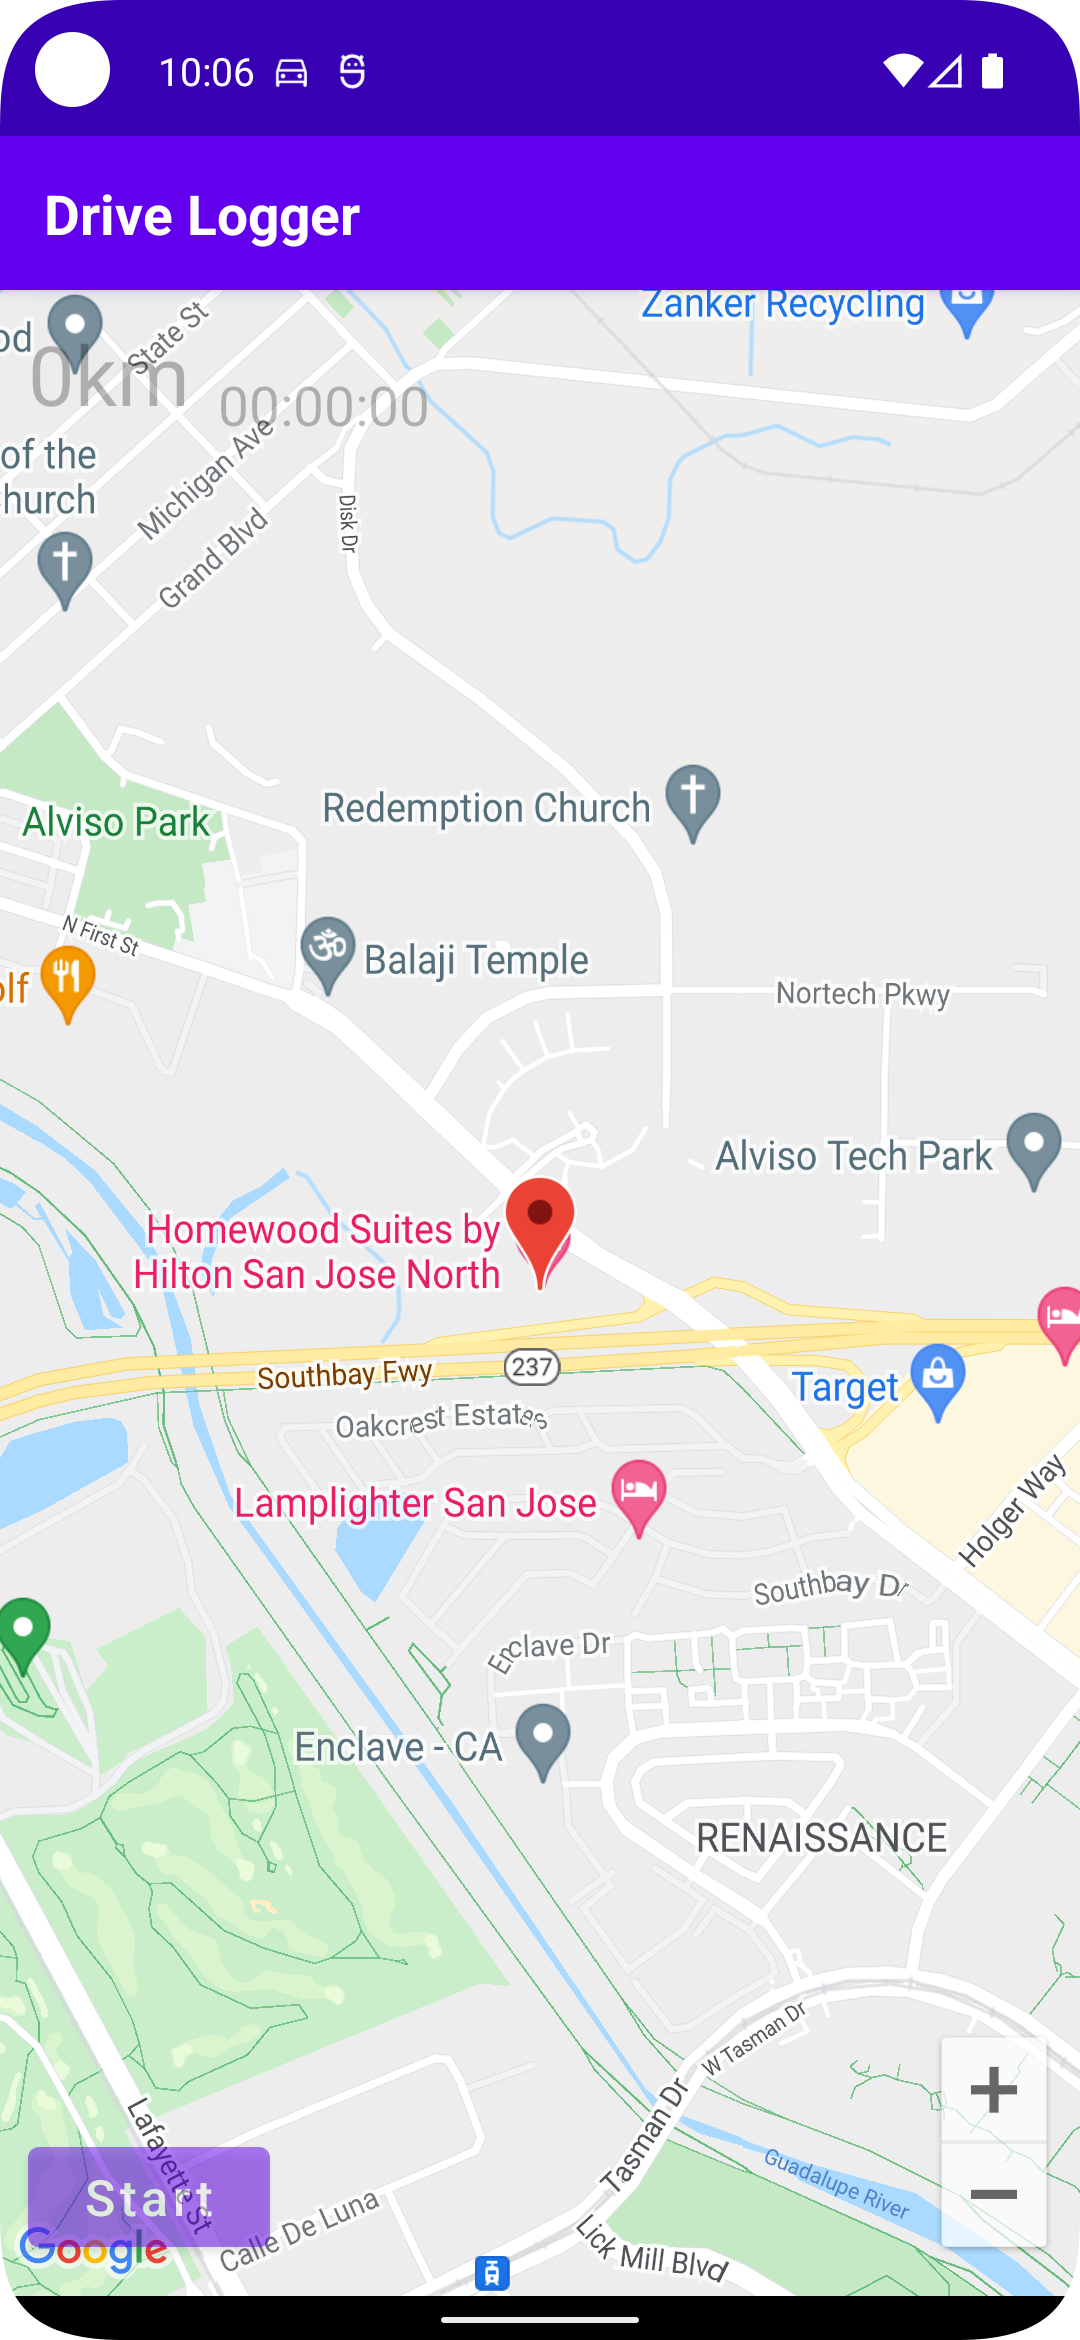 10:06
Drive Logger
Zanker Recycling
od
State St
0km
00:00:00
of the
hurch
Michigan Ave
Grand Blvd
Disk Dr
Alviso Park
Redemption Church
N First St
Balaji Temple
olf
Nortech Pkwy
Alviso Tech Park
Homewood Suites by
Hilton San Jose North
Southbay Fwy
237
Target
Oakcrest Estates
Lamplighter San Jose
Holger Way
Southbay Dr
Enclave Dr
Enclave - CA
RENAISSANCE
W Tasman Dr
Tasman Dr
Lafayette St
Guadalupe River
Start
Google
Calle De Luna
Lick Mill Blvd